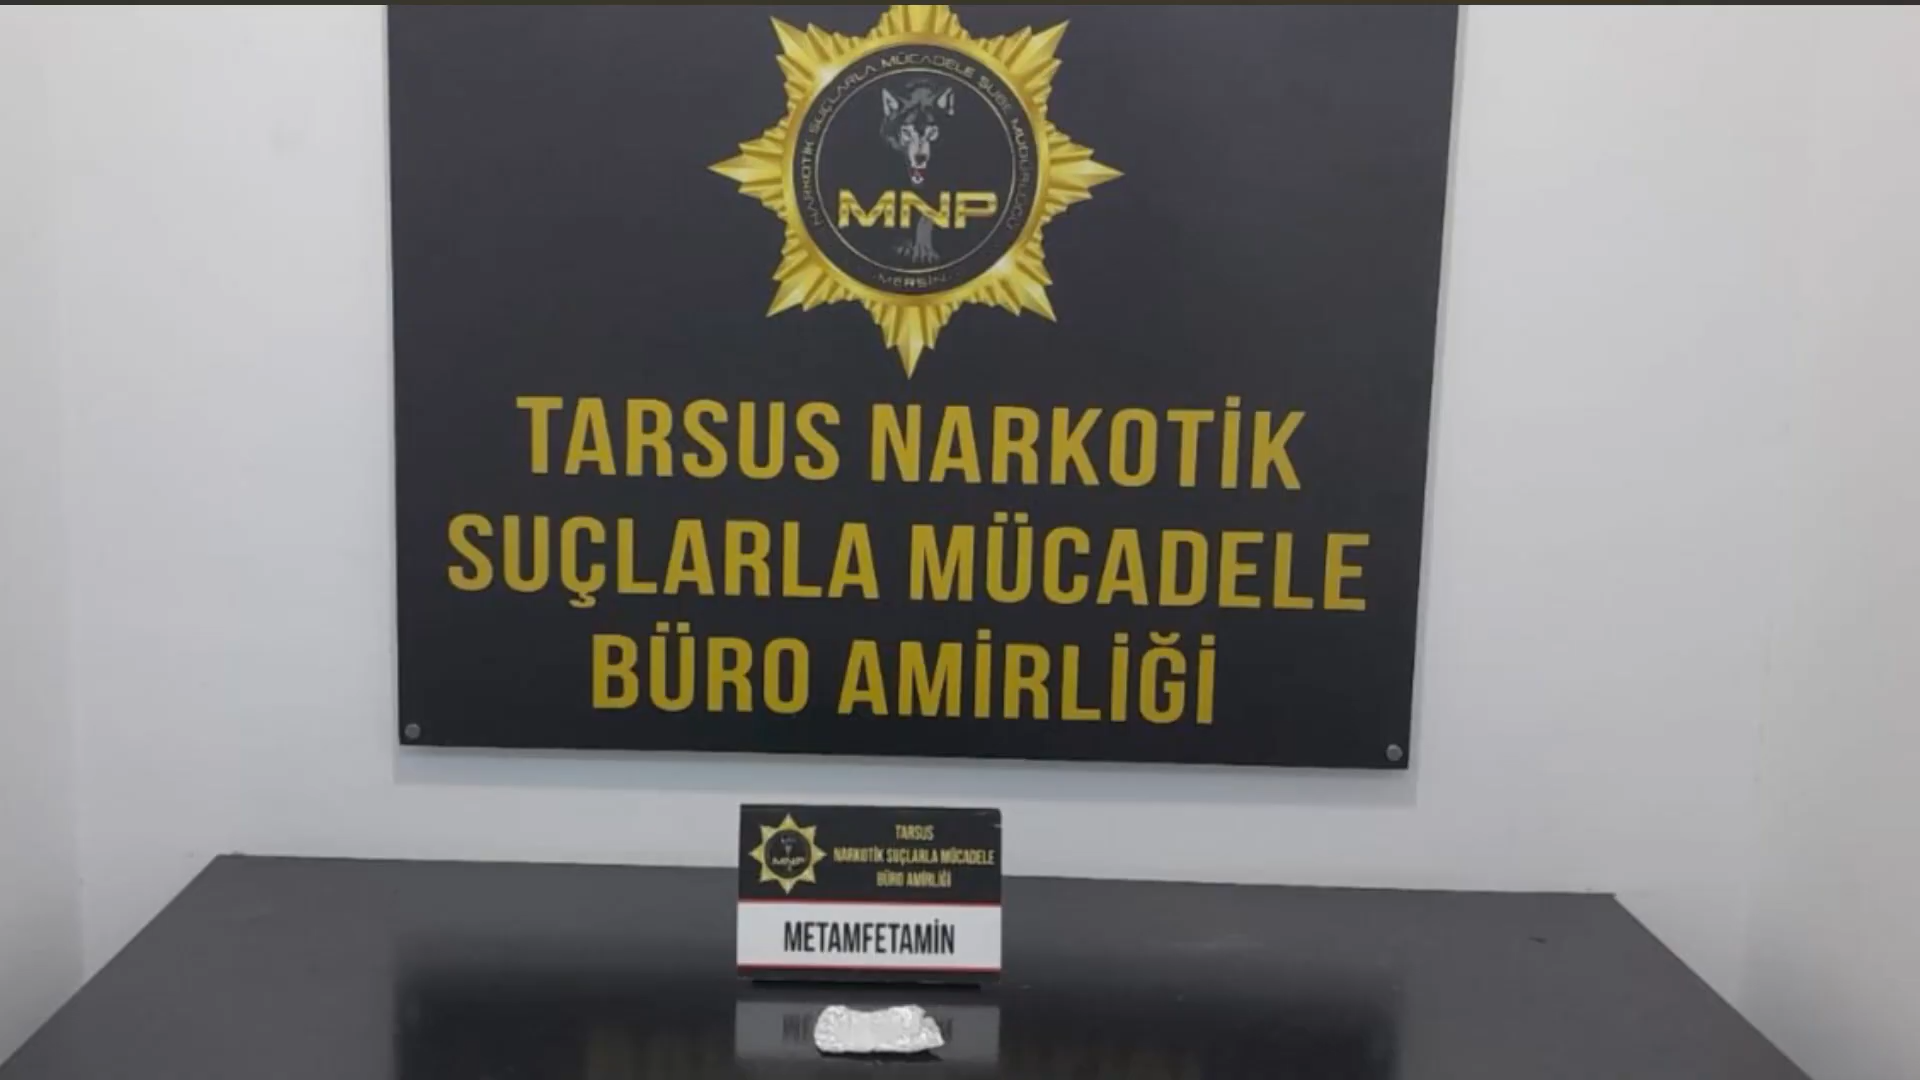 NARKOTİK SUÇLARLA MÜCADELE ŞUBE MÜDÜRLÜĞÜ
MNP
MERSİN
TARSUS NARKOTİK
SUÇLARLA MÜCADELE
BÜRO AMİRLİĞİ
MNP
TARSUS
NARKOTİK SUÇLARLA MÜCADELE
BÜRO AMİRLİĞİ
METAMFETAMİN